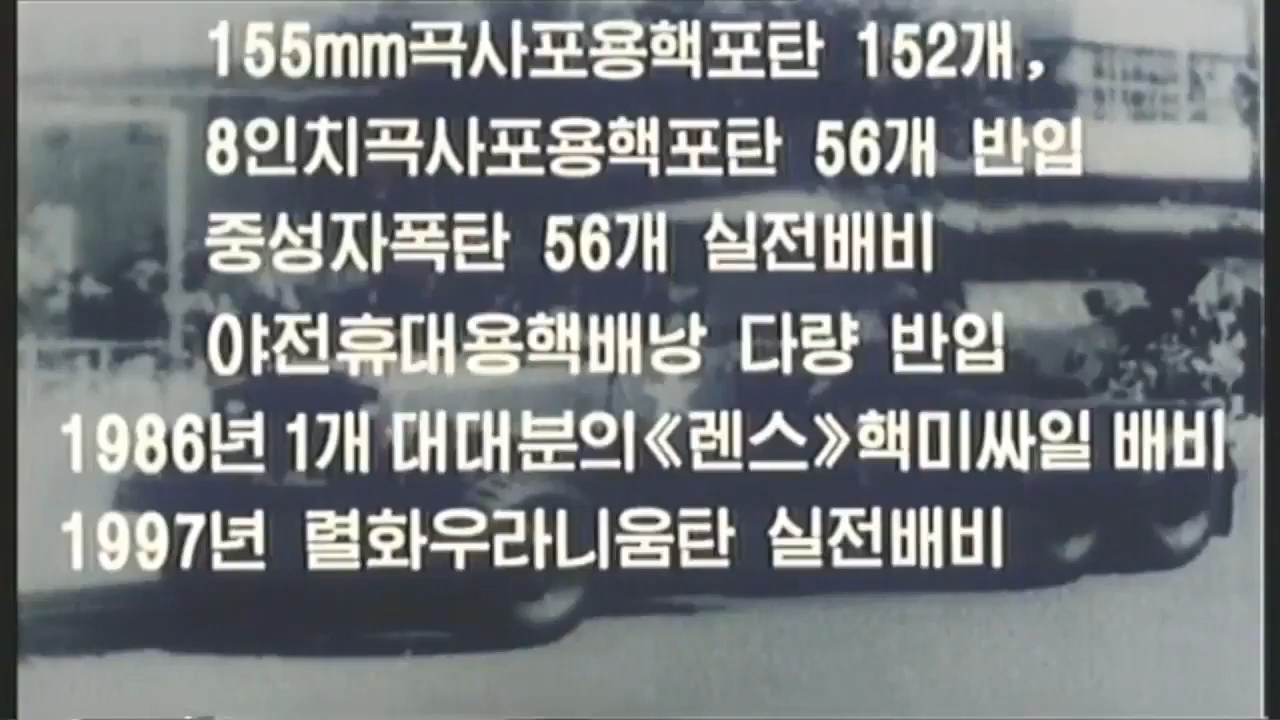 155mm곡사포용핵포탄 152개,
8인치곡사포용핵포탄 56개 반입
중성자폭탄 56개 실전배비
야전휴대용핵배낭 다량 반입
1986년 1개 대대분의《렌스》핵미싸일 배비
1997년 렬화우라니움탄 실전배비